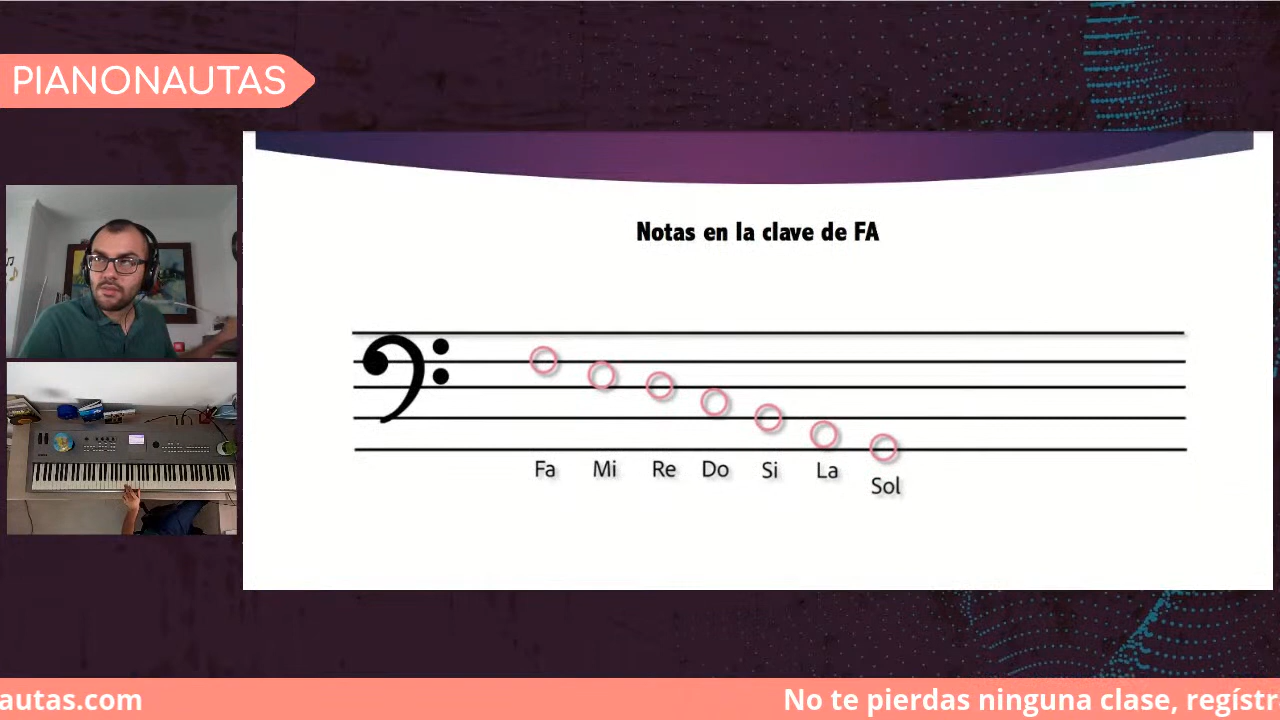 PIANONAUTAS
Notas en la clave de FA
Fa Mi Re Do Si La Sol
autas.com No te pierdas ninguna clase, regístr